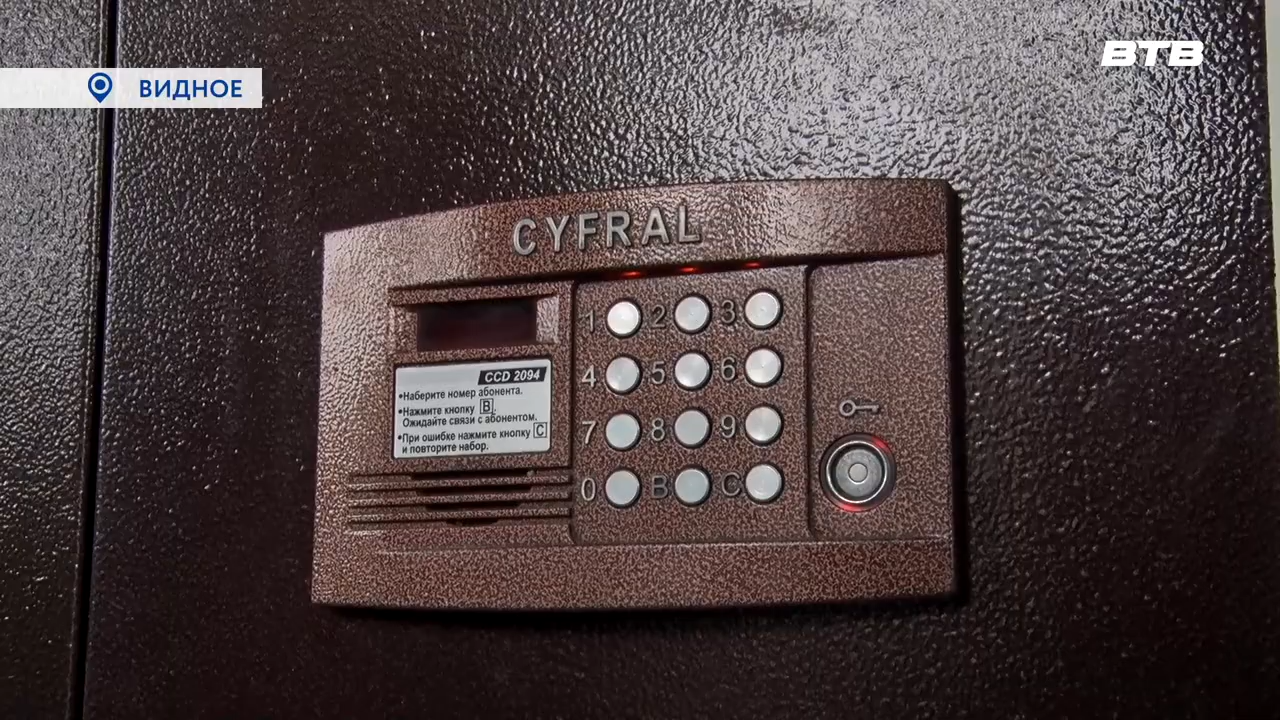 ВТВ
ВИДНОЕ
CYFRAL
1 2 3
4 5 6
7 8 9
0 B C
CCD 2094
•Наберите номер абонента.
•Нажмите кнопку B.
Ожидайте связи с абонентом.
•При ошибке нажмите кнопку C
и повторите набор.